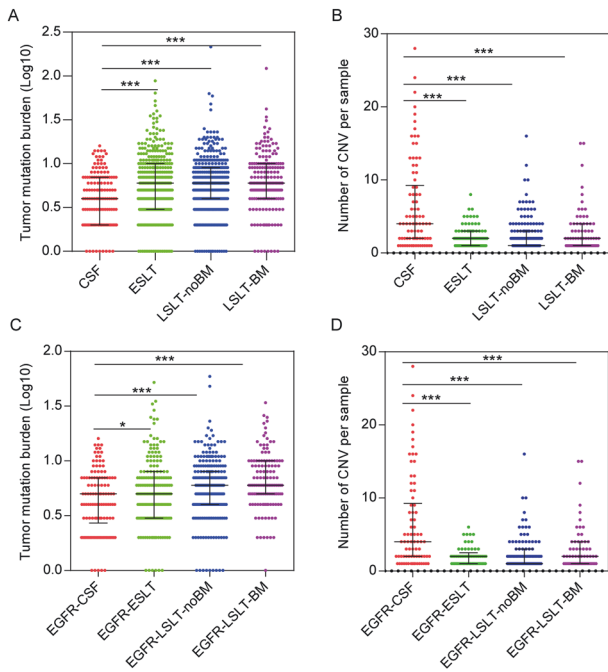 A
Tumor mutation burden (Log10)
2.5
2.0
1.5
1.0
0.5
0.0
***
***
***
CSF
ESLT
LSLT-noBM
LSLT-BM
B
Number of CNV per sample
30
20
10
0
***
***
***
CSF
ESLT
LSLT-noBM
LSLT-BM
C
Tumor mutation burden (Log10)
2.0
1.5
1.0
0.5
0.0
***
***
*
EGFR-CSF
EGFR-ESLT
EGFR-LSLT-noBM
EGFR-LSLT-BM
D
Number of CNV per sample
30
20
10
0
***
***
***
EGFR-CSF
EGFR-ESLT
EGFR-LSLT-noBM
EGFR-LSLT-BM